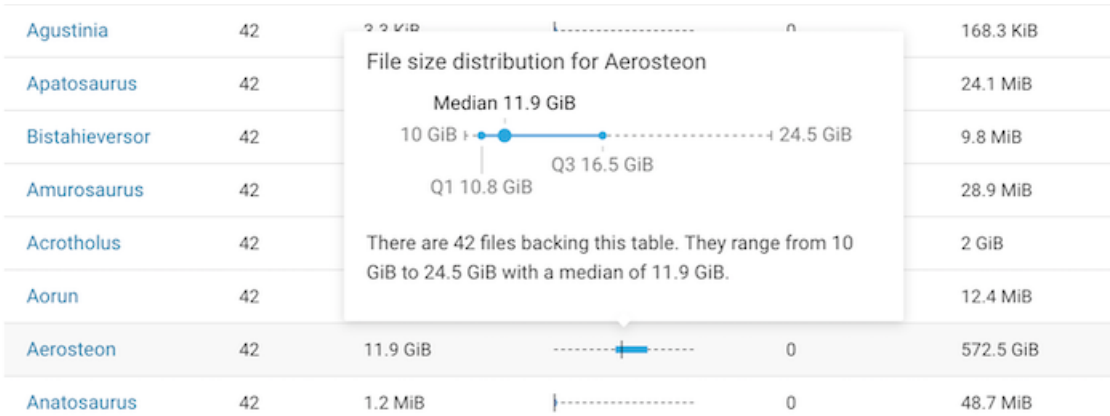 Agustinia 42 3.3 KiB 0 168.3 KiB
File size distribution for Aerosteon
Apatosaurus 42 24.1 MiB
Median 11.9 GiB
10 GiB 24.5 GiB
Bistahieversor 42 9.8 MiB
Q3 16.5 GiB
Q1 10.8 GiB
Amurosaurus 42 28.9 MiB
There are 42 files backing this table. They range from 10
Acrotholus 42 2 GiB
GiB to 24.5 GiB with a median of 11.9 GiB.
Aorun 42 12.4 MiB
Aerosteon 42 11.9 GiB 0 572.5 GiB
Anatosaurus 42 1.2 MiB 0 48.7 MiB